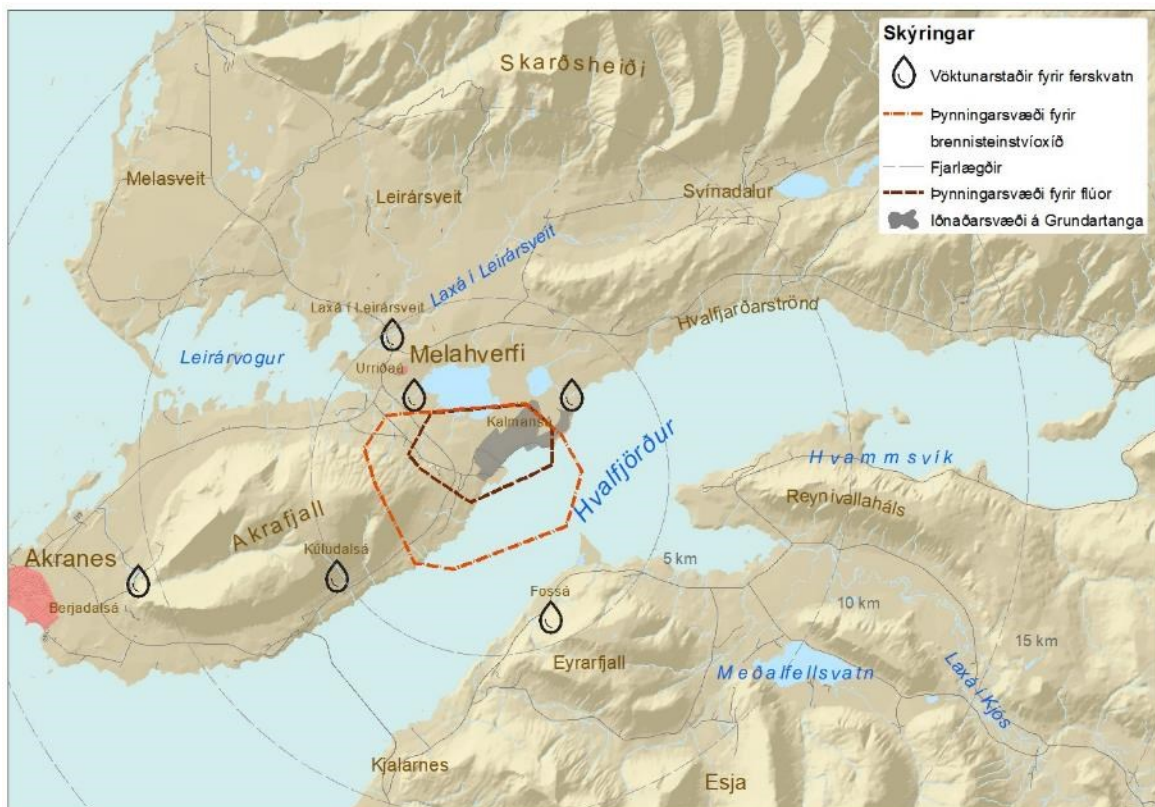 Skýringar
Vöktunarstaðir fyrir ferskvatn
Þynningarsvæði fyrir
brennisteinstvíoxíð
Fjarlægðir
Þynningarsvæði fyrir flúor
Iðnaðarsvæði á Grundartanga
Skarðsheiði
Melasveit
Leirársveit
Svínadalur
Laxá í Leirársveit
Laxá í Leirársveit
Hvalfjarðarströnd
Leirárvogur
Melahverfi
Urriðaá
Kalmansá
Hvalfjörður
Hvammsvík
Reynivallaháls
Akrafjall
Akranes
Kúludalsá
Berjadalsá
5 km
Fossá
10 km
15 km
Eyrarfjall
Meðalfellsvatn
Laxá í Kjós
Kjalarnes
Esja